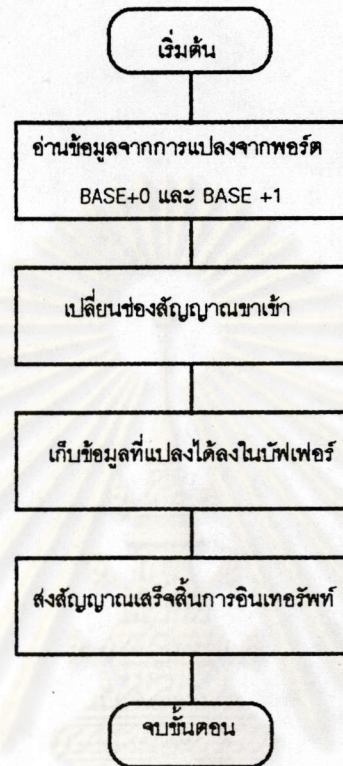 เริ่มต้น
อ่านข้อมูลจากการแปลงจากพอร์ต
BASE+0 และ BASE +1
เปลี่ยนช่องสัญญาณขาเข้า
เก็บข้อมูลที่แปลงได้ลงในบัฟเฟอร์
ส่งสัญญาณเสร็จสิ้นการอินเทอรัพท์
จบขั้นตอน